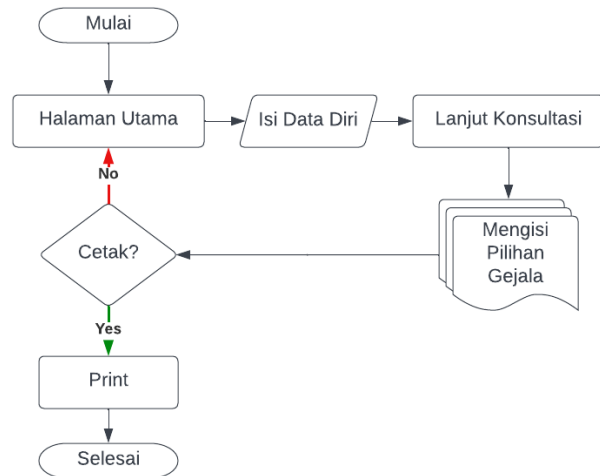 Mulai
Halaman Utama
Isi Data Diri
Lanjut Konsultasi
Mengisi
Pilihan
Gejala
No
Cetak?
Yes
Print
Selesai